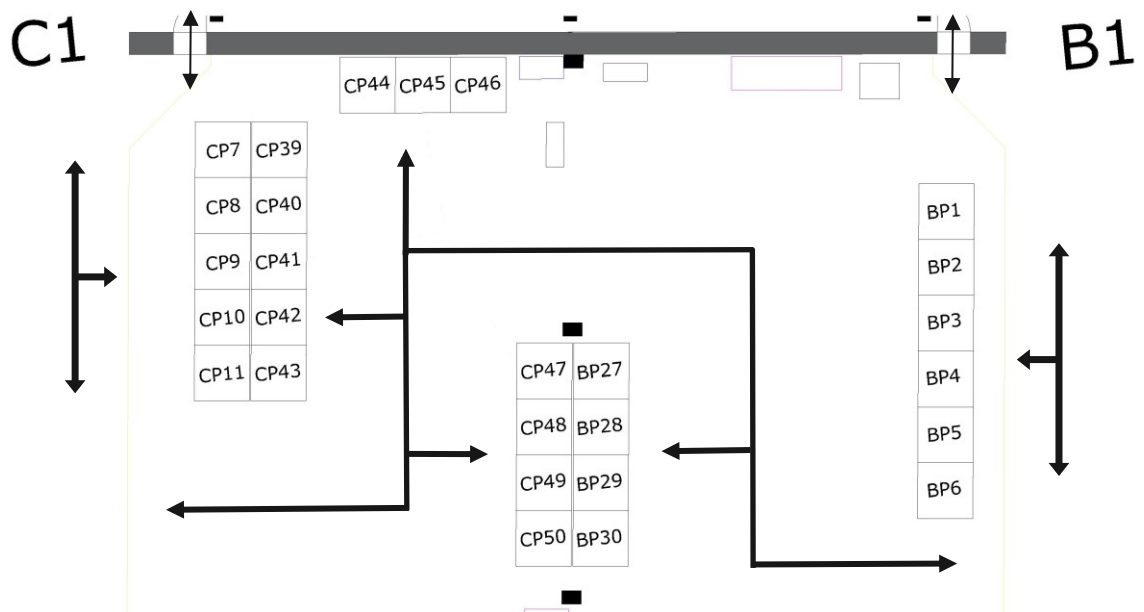 C1
B1
CP44 CP45 CP46
CP7 CP39
CP8 CP40
CP9 CP41
CP10 CP42
CP11 CP43
BP1
BP2
BP3
BP4
BP5
BP6
CP47 BP27
CP48 BP28
CP49 BP29
CP50 BP30